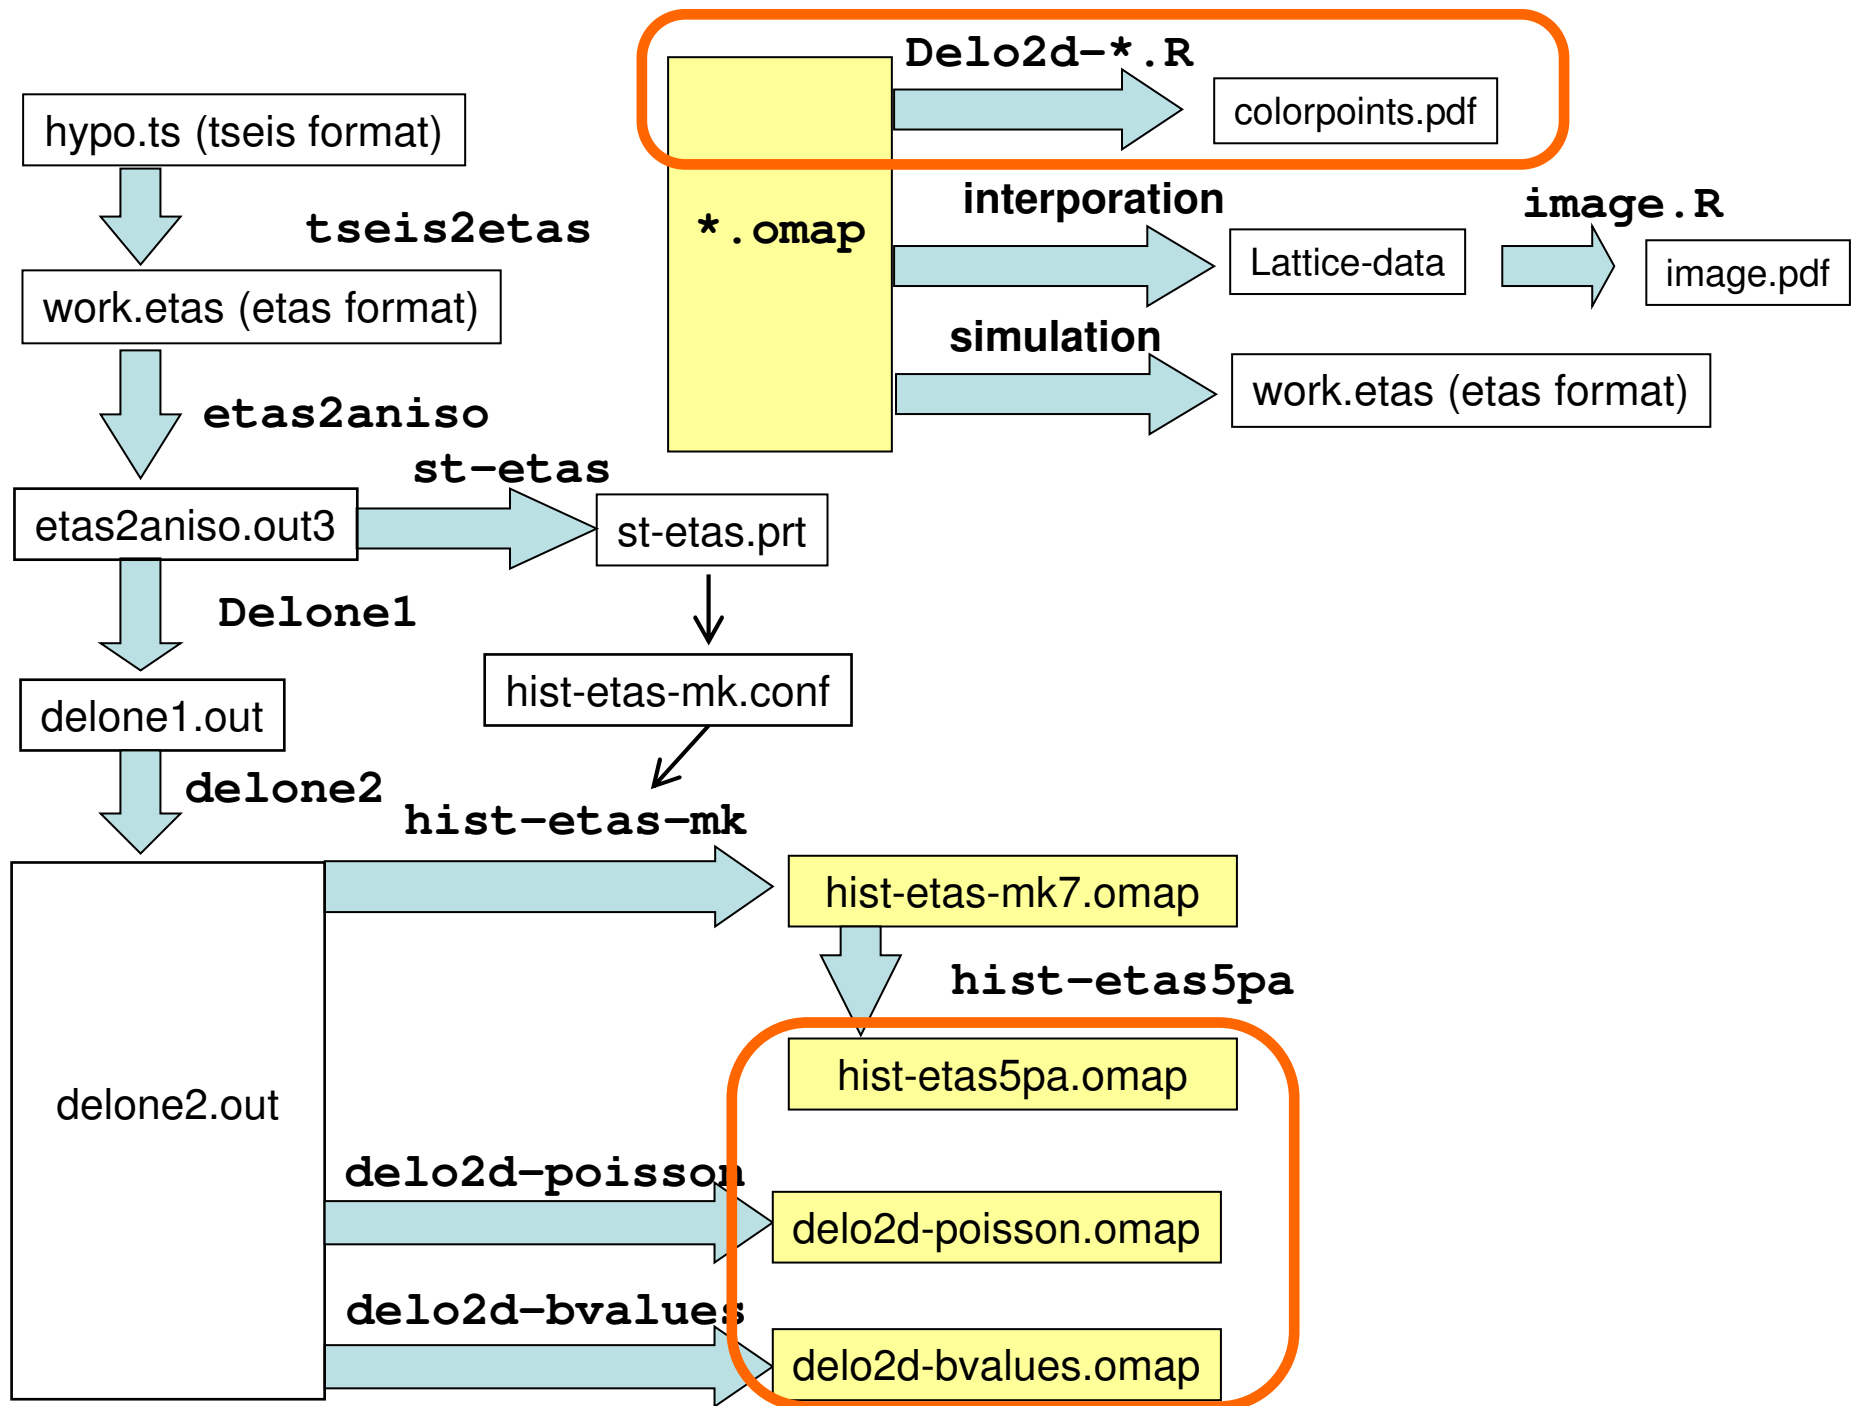 Delo2d-*.R
colorpoints.pdf
hypo.ts (tseis format)
interporation
image.R
tseis2etas
*.omap
Lattice-data
image.pdf
work.etas (etas format)
simulation
work.etas (etas format)
etas2aniso
st-etas
etas2aniso.out3
st-etas.prt
Delone1
hist-etas-mk.conf
delone1.out
delone2
hist-etas-mk
hist-etas-mk7.omap
hist-etas5pa
hist-etas5pa.omap
delone2.out
delo2d-poisson
delo2d-poisson.omap
delo2d-bvalues
delo2d-bvalues.omap